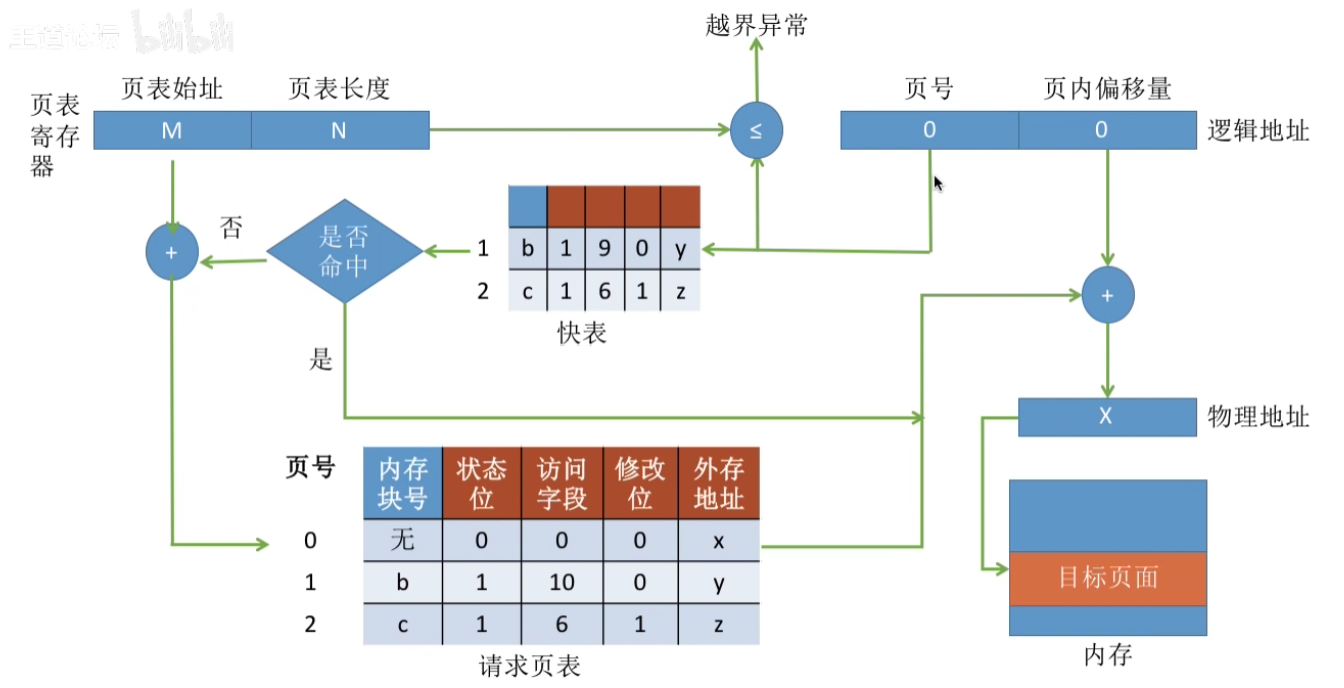 王道论坛 bilibili
越界异常
页表始址 页表长度
页号 页内偏移量
页表
寄存
器
M N
≤
0 0
逻辑地址
否
+
是否
命中
1 b 1 9 0 y
2 c 1 6 1 z
快表
+
是
X
物理地址
页号
内存
块号
状态
位
访问
字段
修改
位
外存
地址
0 无 0 0 0 x
1 b 1 10 0 y
2 c 1 6 1 z
请求页表
目标页面
内存